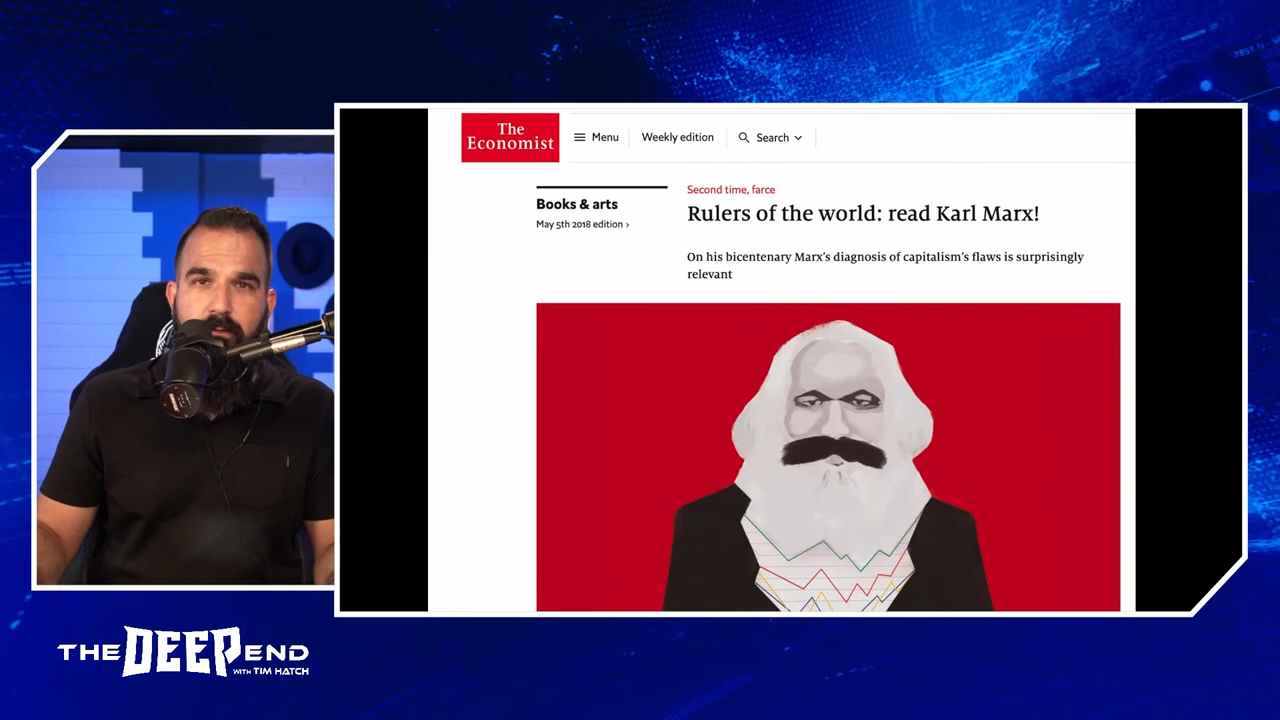 The
Economist
Menu
Weekly edition
Search
Books & arts
May 5th 2018 edition ›
Second time, farce
Rulers of the world: read Karl Marx!
On his bicentenary Marx's diagnosis of capitalism's flaws is surprisingly
relevant
THE DEEP END
WITH TIM HATCH